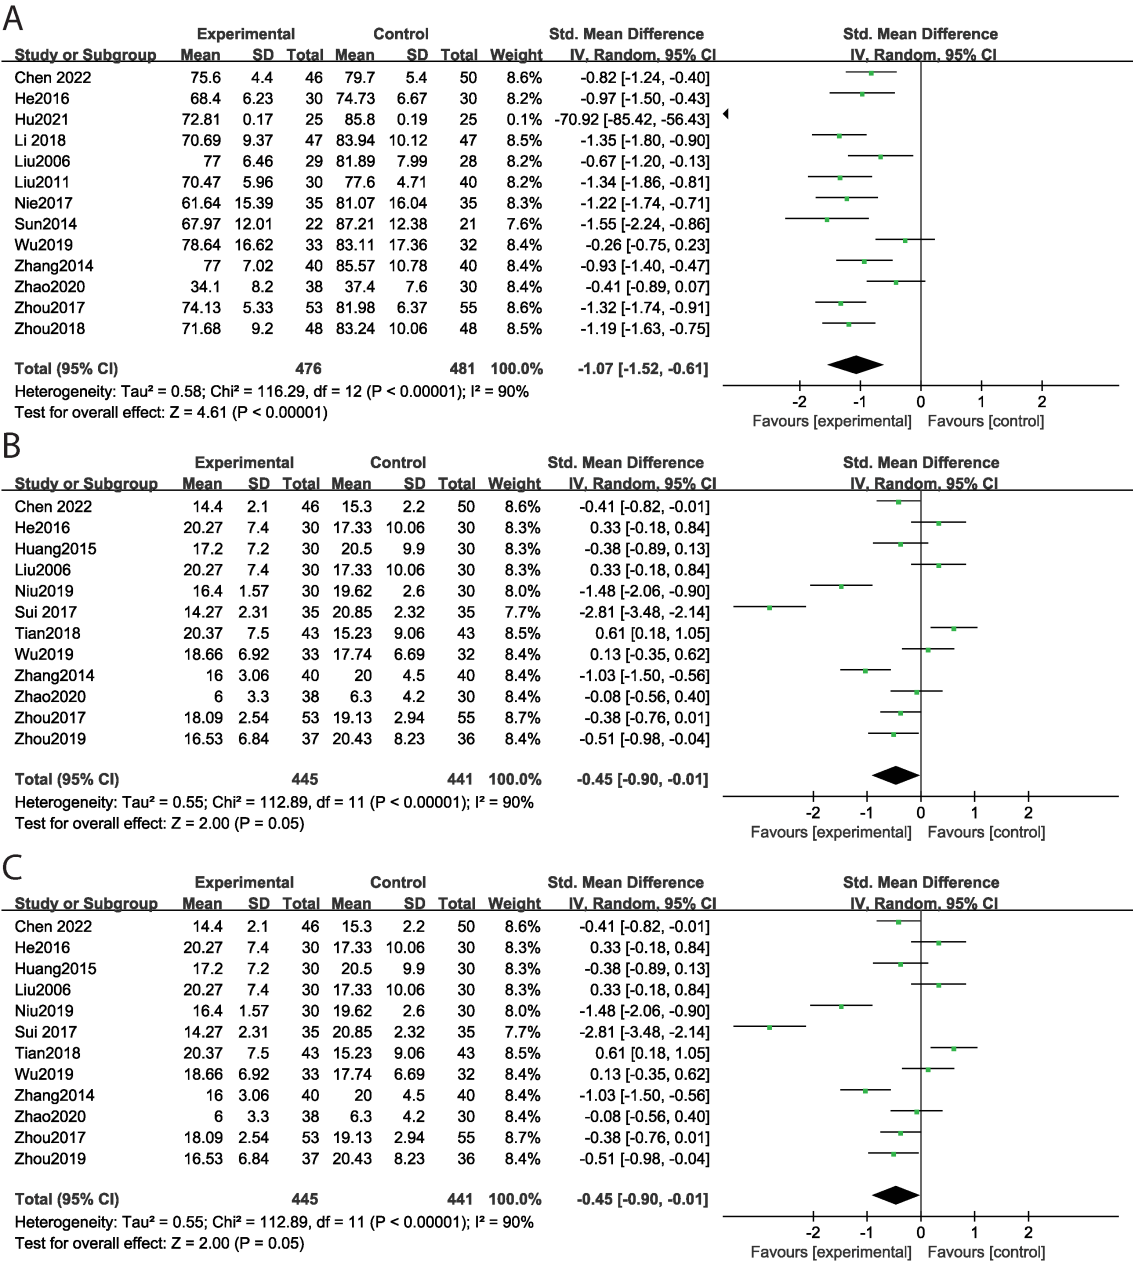 A
Experimental Control Std. Mean Difference Std. Mean Difference
Study or Subgroup Mean SD Total Mean SD Total Weight IV, Random, 95% CI IV, Random, 95% CI
Chen 2022 75.6 4.4 46 79.7 5.4 50 8.6% -0.82 [-1.24, -0.40]
He2016 68.4 6.23 30 74.73 6.67 30 8.2% -0.97 [-1.50, -0.43]
Hu2021 72.81 0.17 25 85.8 0.19 25 0.1% -70.92 [-85.42, -56.43]
Li 2018 70.69 9.37 47 83.94 10.12 47 8.5% -1.35 [-1.80, -0.90]
Liu2006 77 6.46 29 81.89 7.99 28 8.2% -0.67 [-1.20, -0.13]
Liu2011 70.47 5.96 30 77.6 4.71 40 8.2% -1.34 [-1.86, -0.81]
Nie2017 61.64 15.39 35 81.07 16.04 35 8.3% -1.22 [-1.74, -0.71]
Sun2014 67.97 12.01 22 87.21 12.38 21 7.6% -1.55 [-2.24, -0.86]
Wu2019 78.64 16.62 33 83.11 17.36 32 8.4% -0.26 [-0.75, 0.23]
Zhang2014 77 7.02 40 85.57 10.78 40 8.4% -0.93 [-1.40, -0.47]
Zhao2020 34.1 8.2 38 37.4 7.6 30 8.4% -0.41 [-0.89, 0.07]
Zhou2017 74.13 5.33 53 81.98 6.37 55 8.6% -1.32 [-1.74, -0.91]
Zhou2018 71.68 9.2 48 83.24 10.06 48 8.5% -1.19 [-1.63, -0.75]
Total (95% CI) 476 481 100.0% -1.07 [-1.52, -0.61]
Heterogeneity: Tau² = 0.58; Chi² = 116.29, df = 12 (P < 0.00001); I² = 90%
Test for overall effect: Z = 4.61 (P < 0.00001)
-2 -1 0 1 2
Favours [experimental] Favours [control]
B
Experimental Control Std. Mean Difference Std. Mean Difference
Study or Subgroup Mean SD Total Mean SD Total Weight IV, Random, 95% CI IV, Random, 95% CI
Chen 2022 14.4 2.1 46 15.3 2.2 50 8.6% -0.41 [-0.82, -0.01]
He2016 20.27 7.4 30 17.33 10.06 30 8.3% 0.33 [-0.18, 0.84]
Huang2015 17.2 7.2 30 20.5 9.9 30 8.3% -0.38 [-0.89, 0.13]
Liu2006 20.27 7.4 30 17.33 10.06 30 8.3% 0.33 [-0.18, 0.84]
Niu2019 16.4 1.57 30 19.62 2.6 30 8.0% -1.48 [-2.06, -0.90]
Sui 2017 14.27 2.31 35 20.85 2.32 35 7.7% -2.81 [-3.48, -2.14]
Tian2018 20.37 7.5 43 15.23 9.06 43 8.5% 0.61 [0.18, 1.05]
Wu2019 18.66 6.92 33 17.74 6.69 32 8.4% 0.13 [-0.35, 0.62]
Zhang2014 16 3.06 40 20 4.5 40 8.4% -1.03 [-1.50, -0.56]
Zhao2020 6 3.3 38 6.3 4.2 30 8.4% -0.08 [-0.56, 0.40]
Zhou2017 18.09 2.54 53 19.13 2.94 55 8.7% -0.38 [-0.76, 0.01]
Zhou2019 16.53 6.84 37 20.43 8.23 36 8.4% -0.51 [-0.98, -0.04]
Total (95% CI) 445 441 100.0% -0.45 [-0.90, -0.01]
Heterogeneity: Tau² = 0.55; Chi² = 112.89, df = 11 (P < 0.00001); I² = 90%
Test for overall effect: Z = 2.00 (P = 0.05)
-2 -1 0 1 2
Favours [experimental] Favours [control]
C
Experimental Control Std. Mean Difference Std. Mean Difference
Study or Subgroup Mean SD Total Mean SD Total Weight IV, Random, 95% CI IV, Random, 95% CI
Chen 2022 14.4 2.1 46 15.3 2.2 50 8.6% -0.41 [-0.82, -0.01]
He2016 20.27 7.4 30 17.33 10.06 30 8.3% 0.33 [-0.18, 0.84]
Huang2015 17.2 7.2 30 20.5 9.9 30 8.3% -0.38 [-0.89, 0.13]
Liu2006 20.27 7.4 30 17.33 10.06 30 8.3% 0.33 [-0.18, 0.84]
Niu2019 16.4 1.57 30 19.62 2.6 30 8.0% -1.48 [-2.06, -0.90]
Sui 2017 14.27 2.31 35 20.85 2.32 35 7.7% -2.81 [-3.48, -2.14]
Tian2018 20.37 7.5 43 15.23 9.06 43 8.5% 0.61 [0.18, 1.05]
Wu2019 18.66 6.92 33 17.74 6.69 32 8.4% 0.13 [-0.35, 0.62]
Zhang2014 16 3.06 40 20 4.5 40 8.4% -1.03 [-1.50, -0.56]
Zhao2020 6 3.3 38 6.3 4.2 30 8.4% -0.08 [-0.56, 0.40]
Zhou2017 18.09 2.54 53 19.13 2.94 55 8.7% -0.38 [-0.76, 0.01]
Zhou2019 16.53 6.84 37 20.43 8.23 36 8.4% -0.51 [-0.98, -0.04]
Total (95% CI) 445 441 100.0% -0.45 [-0.90, -0.01]
Heterogeneity: Tau² = 0.55; Chi² = 112.89, df = 11 (P < 0.00001); I² = 90%
Test for overall effect: Z = 2.00 (P = 0.05)
-2 -1 0 1 2
Favours [experimental] Favours [control]